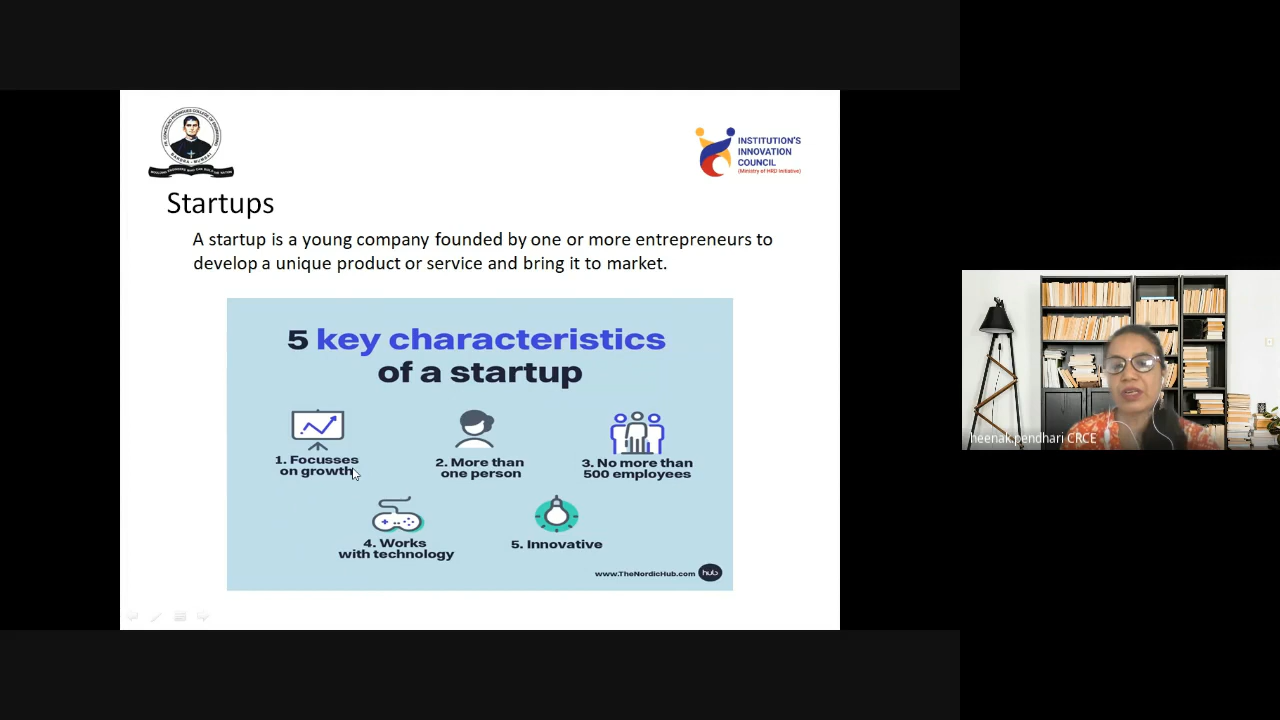 INSTITUTION'S
INNOVATION
COUNCIL
(Ministry of HRD Initiative)
Startups
A startup is a young company founded by one or more entrepreneurs to
develop a unique product or service and bring it to market.
5 key characteristics
of a startup
1. Focusses
on growth
2. More than
one person
3. No more than
500 employees
4. Works
with technology
5. Innovative
www.TheNordicHub.com
hub
heenak.pendhari CRCE